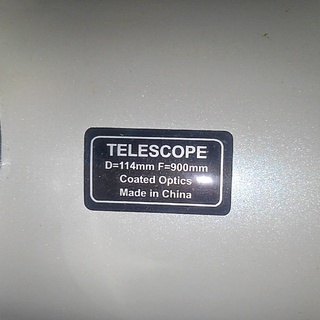 TELESCOPE
D=114mm F=900mm
Coated Optics
Made in China